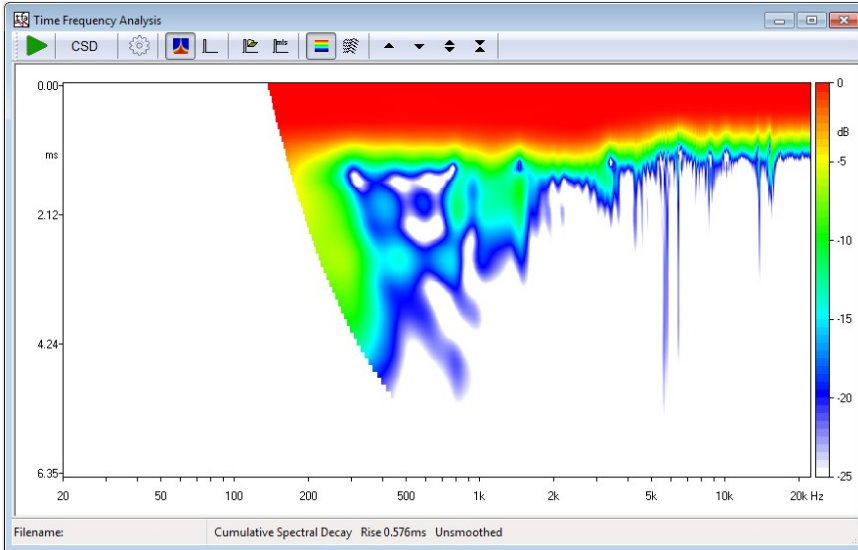 Time Frequency Analysis
CSD
mls
0.00
ms
2.12
4.24
6.35
20 50 100 200 500 1k 2k 5k 10k 20k Hz
0
dB
-5
-10
-15
-20
-25
Filename: Cumulative Spectral Decay Rise 0.576ms Unsmoothed